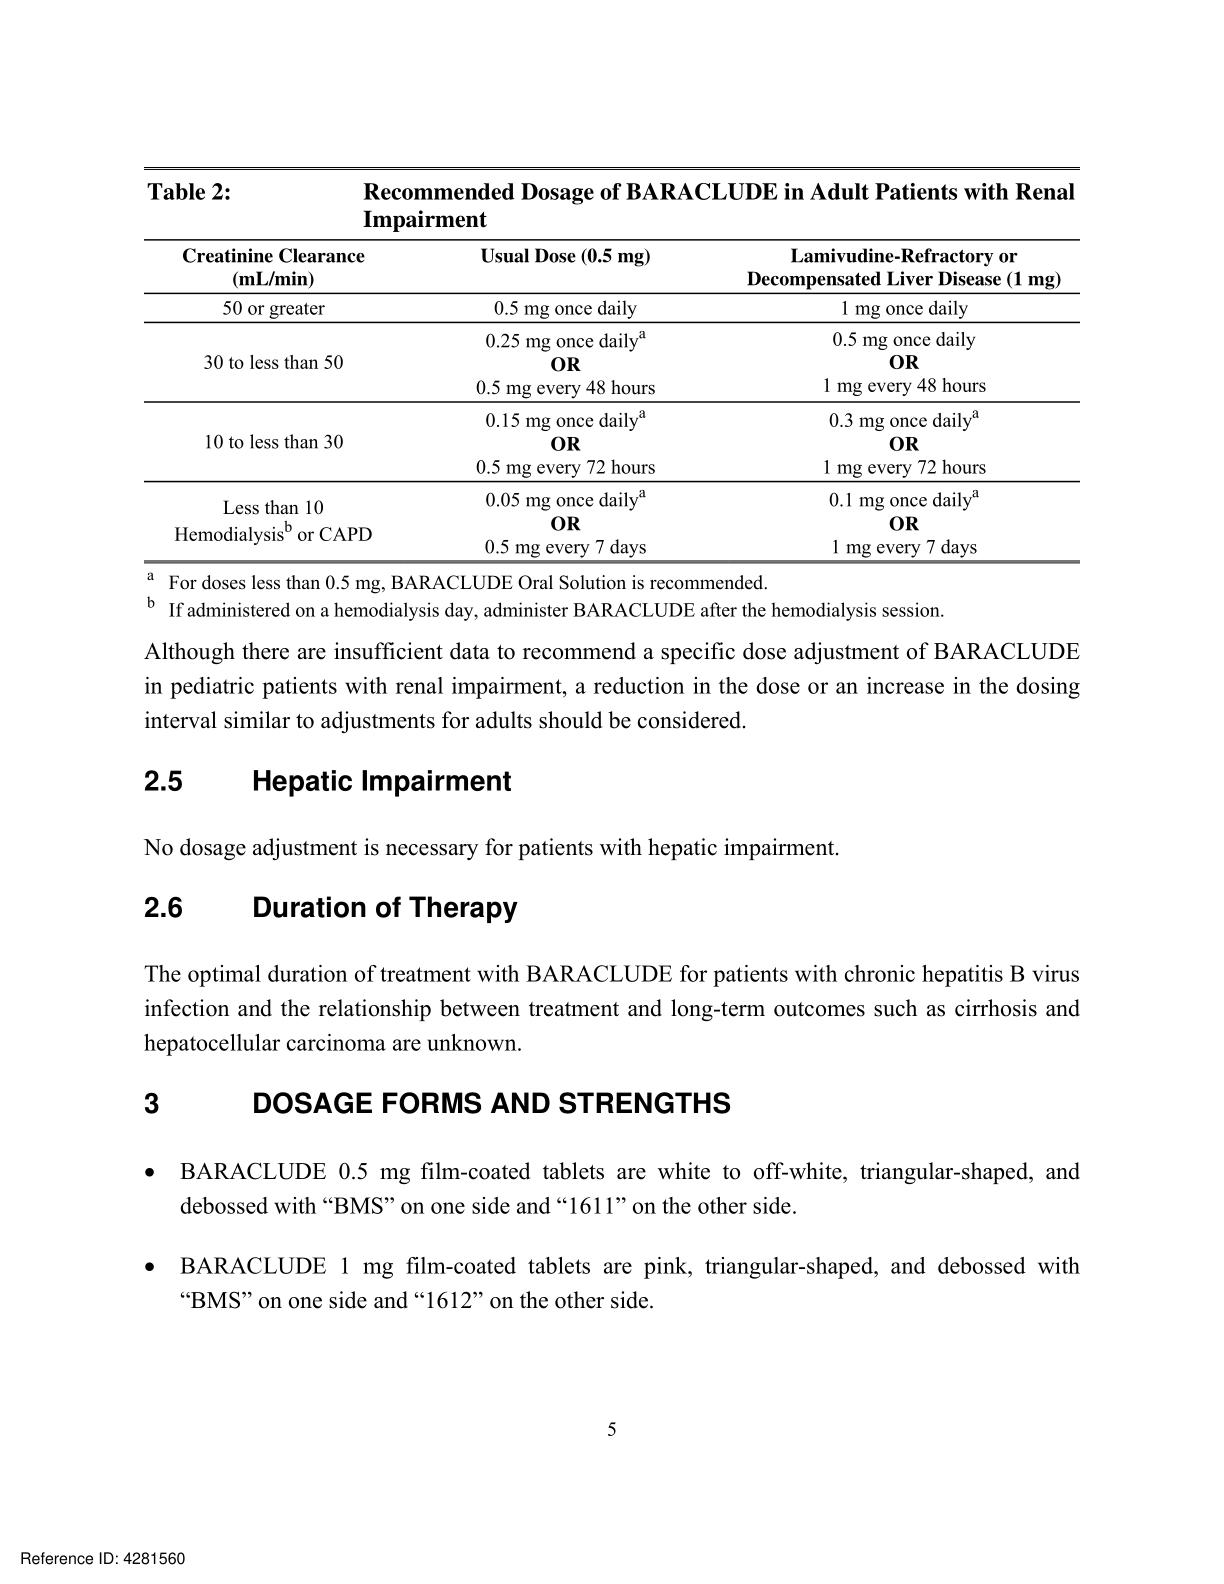 Table 2: Recommended Dosage of BARACLUDE in Adult Patients with Renal
Impairment
Creatinine Clearance Usual Dose (0.5 mg) Lamivudine-Refractory or
(mL/min) Decompensated Liver Disease (1 mg)
50 or greater 0.5 mg once daily 1 mg once daily
30 to less than 50
0.25 mg once dailyᵃ
OR
0.5 mg every 48 hours
0.5 mg once daily
OR
1 mg every 48 hours
10 to less than 30
0.15 mg once dailyᵃ
OR
0.5 mg every 72 hours
0.3 mg once dailyᵃ
OR
1 mg every 72 hours
Less than 10
Hemodialysisᵇ or CAPD
0.05 mg once dailyᵃ
OR
0.5 mg every 7 days
0.1 mg once dailyᵃ
OR
1 mg every 7 days
ᵃ For doses less than 0.5 mg, BARACLUDE Oral Solution is recommended.
ᵇ If administered on a hemodialysis day, administer BARACLUDE after the hemodialysis session.
Although there are insufficient data to recommend a specific dose adjustment of BARACLUDE
in pediatric patients with renal impairment, a reduction in the dose or an increase in the dosing
interval similar to adjustments for adults should be considered.
2.5 Hepatic Impairment
No dosage adjustment is necessary for patients with hepatic impairment.
2.6 Duration of Therapy
The optimal duration of treatment with BARACLUDE for patients with chronic hepatitis B virus
infection and the relationship between treatment and long-term outcomes such as cirrhosis and
hepatocellular carcinoma are unknown.
3 DOSAGE FORMS AND STRENGTHS
• BARACLUDE 0.5 mg film-coated tablets are white to off-white, triangular-shaped, and
debossed with “BMS” on one side and “1611” on the other side.
• BARACLUDE 1 mg film-coated tablets are pink, triangular-shaped, and debossed with
“BMS” on one side and “1612” on the other side.
5
Reference ID: 4281560